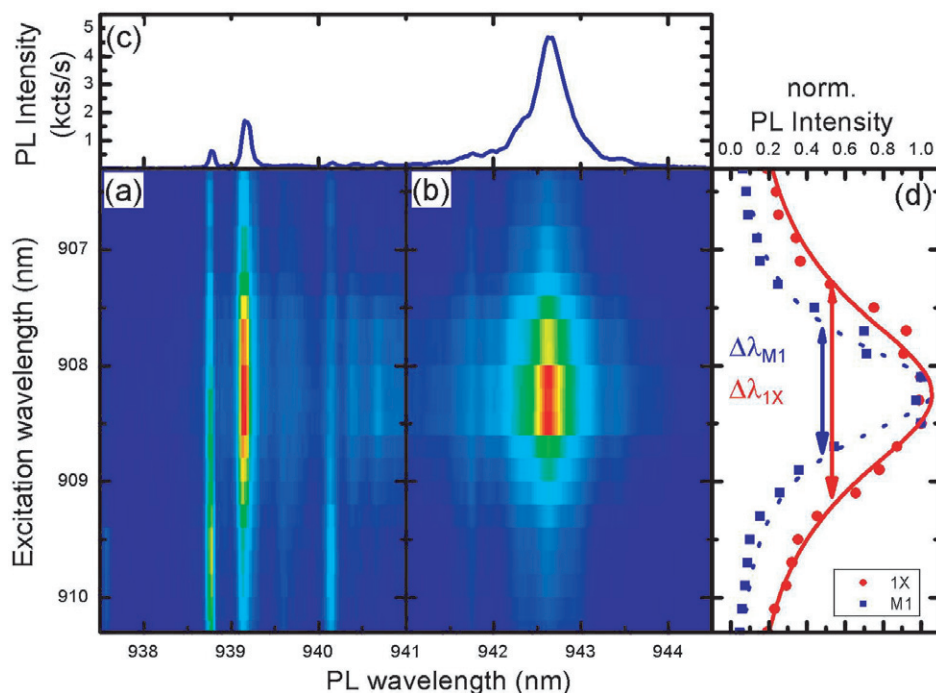 (c)
PL Intensity
(kcts/s)
5
4
3
2
1
norm.
PL Intensity
0.0 0.2 0.4 0.6 0.8 1.0
(a)
(b)
(d)
Excitation wavelength (nm)
907
908
909
910
ΔλM1
Δλ1X
1X
M1
938 939 940 941 942 943 944
PL wavelength (nm)